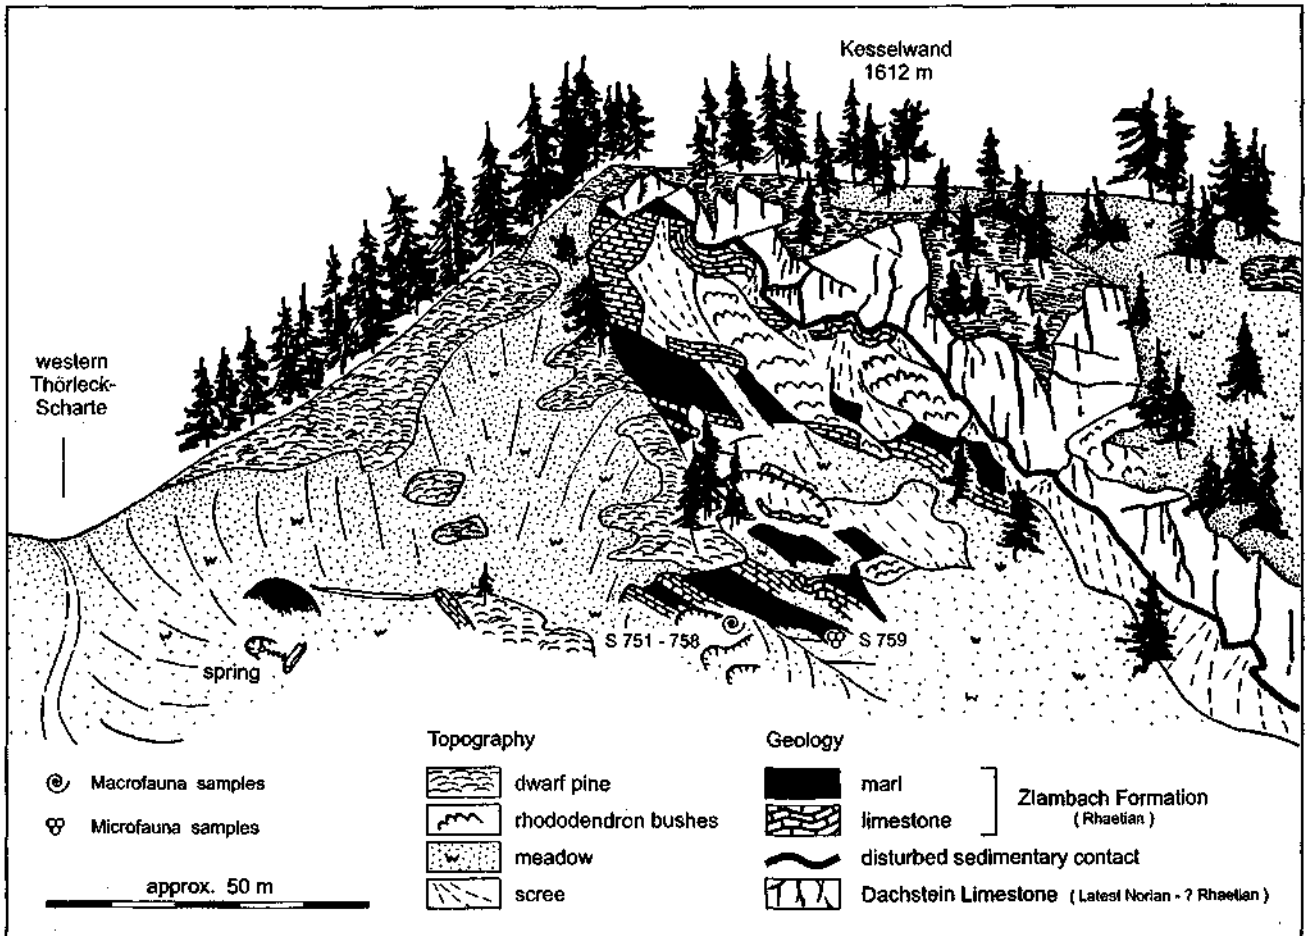 Kesselwand
1612 m
western
Thörleck-
Scharte
S 751 - 758
S 759
spring
Topography
Geology
Macrofauna samples
Microfauna samples
approx. 50 m
dwarf pine
rhododendron bushes
meadow
scree
marl
limestone
Zlambach Formation
( Rhaetian )
disturbed sedimentary contact
Dachstein Limestone ( Latest Norian - ? Rhaetian )